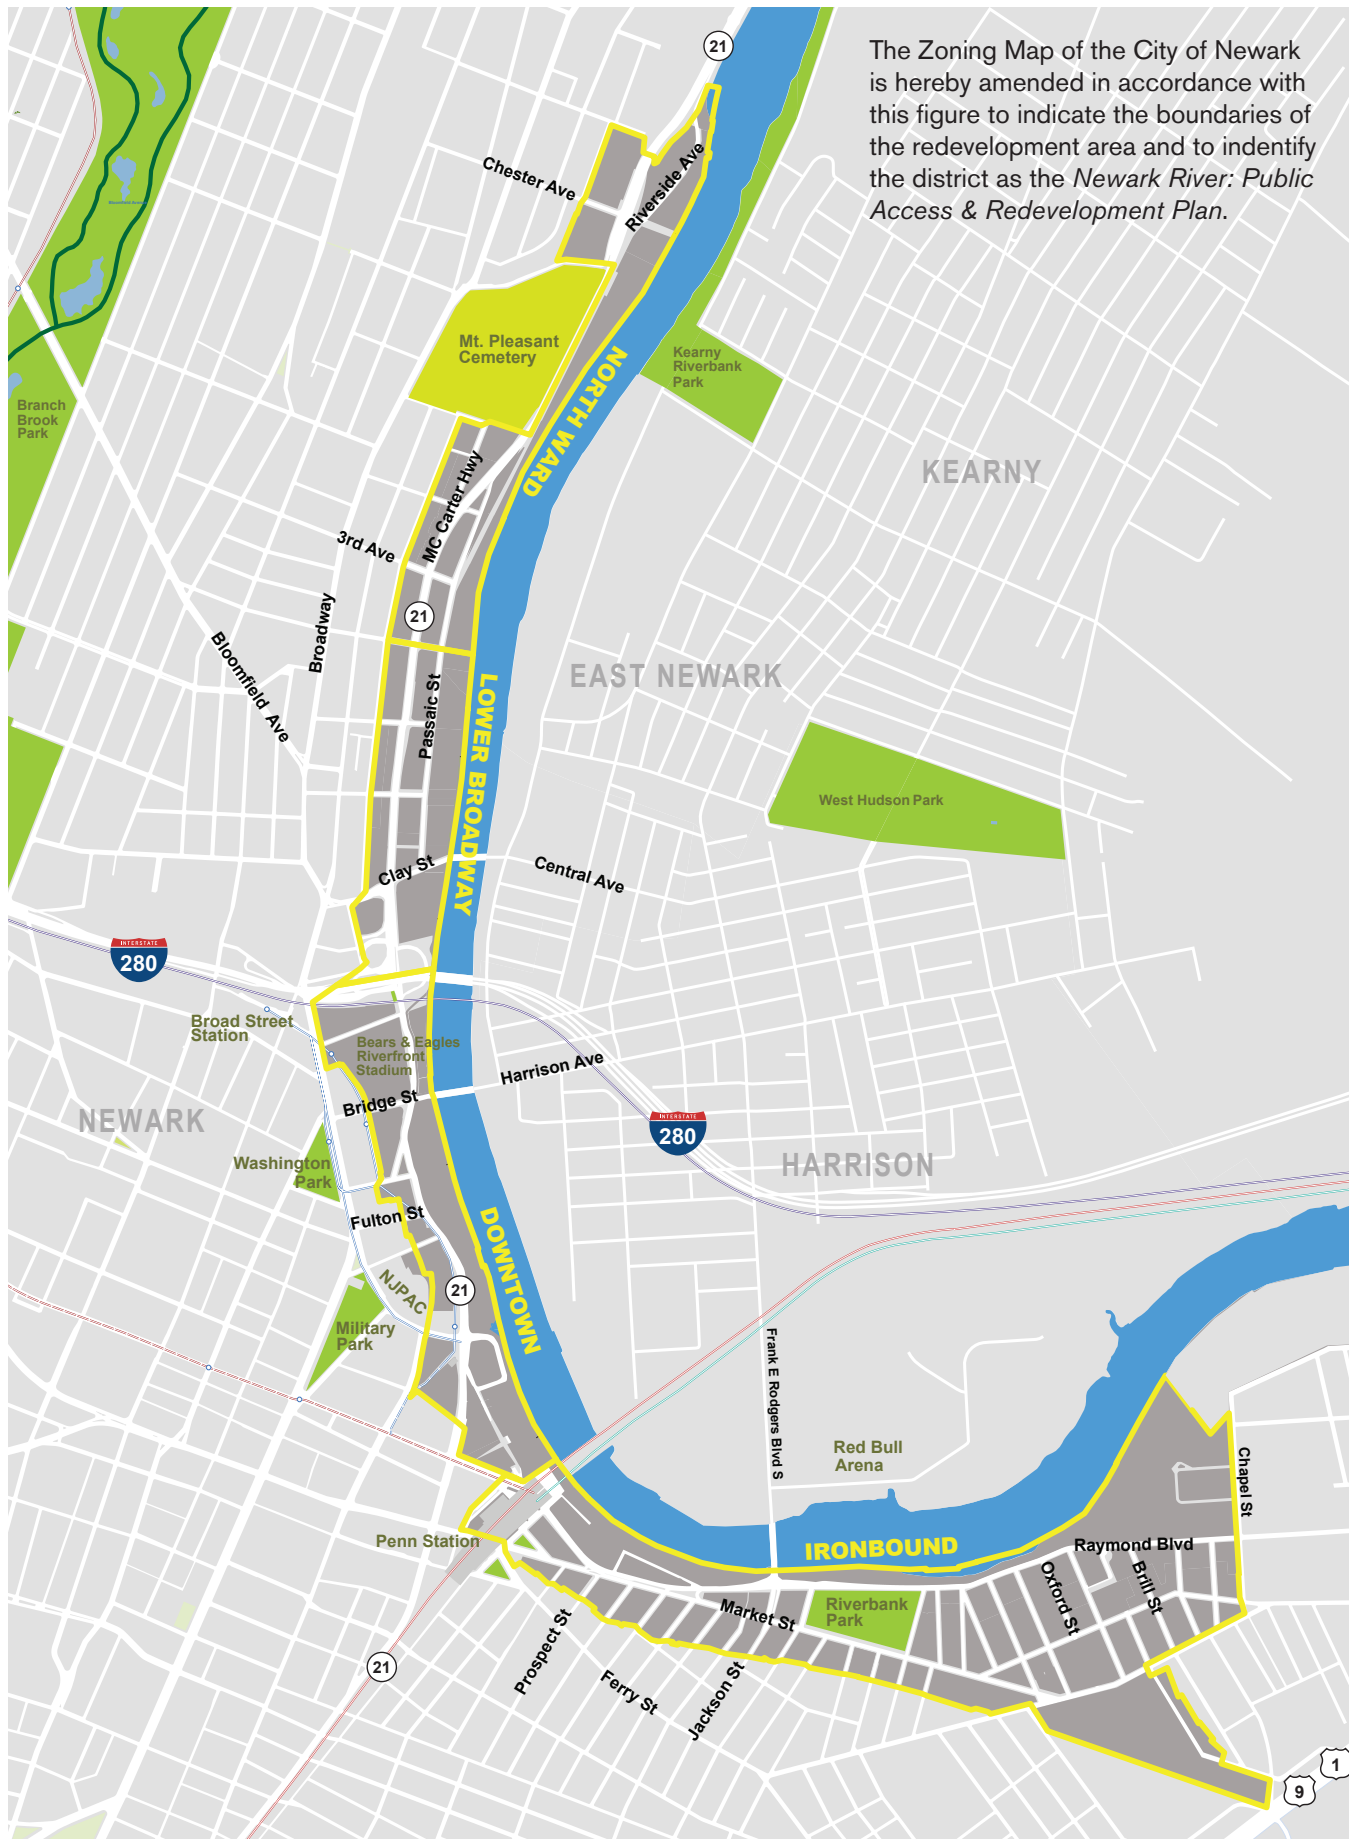 The Zoning Map of the City of Newark
is hereby amended in accordance with
this figure to indicate the boundaries of
the redevelopment area and to indentify
the district as the Newark River: Public
Access & Redevelopment Plan.
21
Chester Ave
Riverside Ave
Mt. Pleasant
Cemetery
Kearny
Riverbank
Park
NORTH WARD
Branch
Brook
Park
KEARNY
MC Carter Hwy
3rd Ave
21
Broadway
Bloomfield Ave
Passaic St
EAST NEWARK
LOWER BROADWAY
West Hudson Park
Clay St
Central Ave
INTERSTATE
280
Broad Street
Station
Bears & Eagles
Riverfront
Stadium
Harrison Ave
Bridge St
NEWARK
INTERSTATE
280
HARRISON
Washington
Park
Fulton St
DOWNTOWN
NJPAC
21
Military
Park
Frank E Rodgers Blvd S
Red Bull
Arena
Chapel St
Penn Station
IRONBOUND
Raymond Blvd
Oxford St
Brill St
Riverbank
Park
Market St
Prospect St
Ferry St
Jackson St
21
1
9